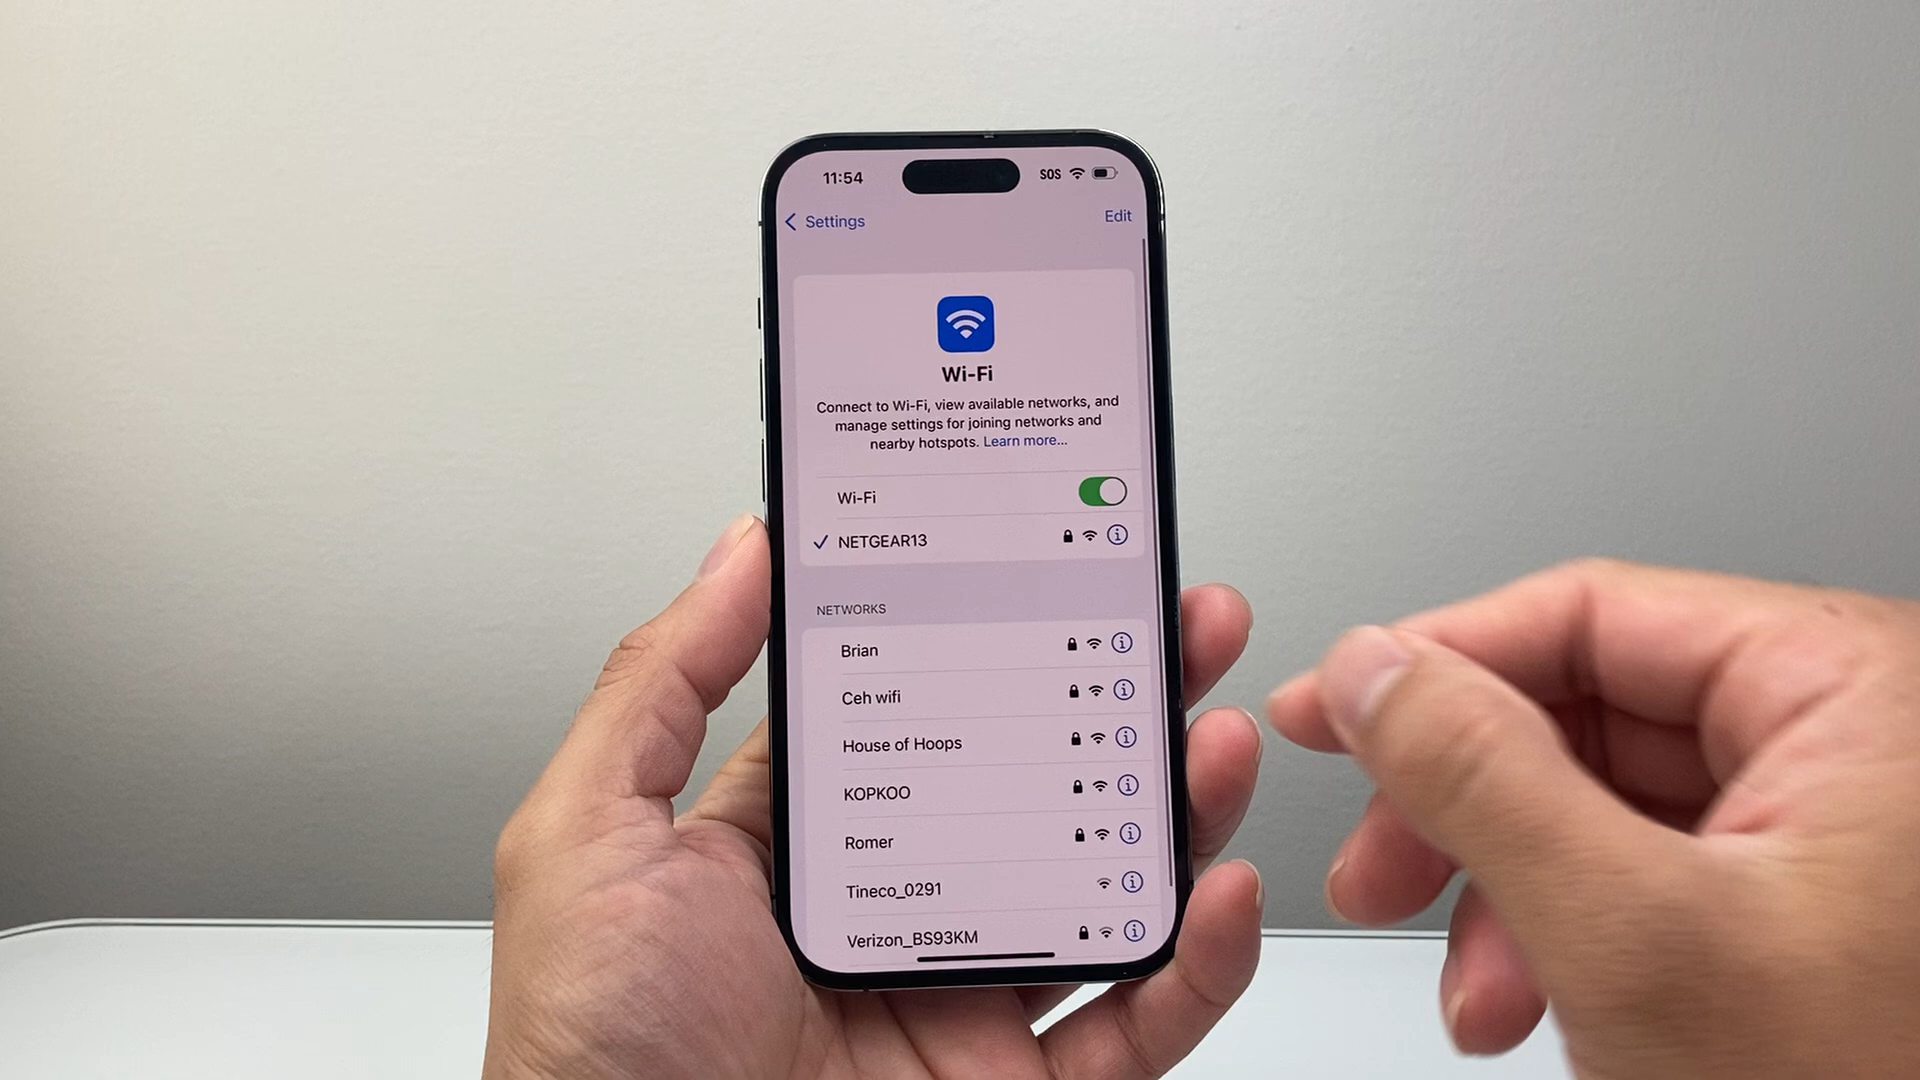 11:54
SOS
Settings
Edit
Wi-Fi
Connect to Wi-Fi, view available networks, and
manage settings for joining networks and
nearby hotspots. Learn more...
Wi-Fi
NETGEAR13
NETWORKS
Brian
Ceh wifi
House of Hoops
KOPKOO
Romer
Tineco_0291
Verizon_BS93KM